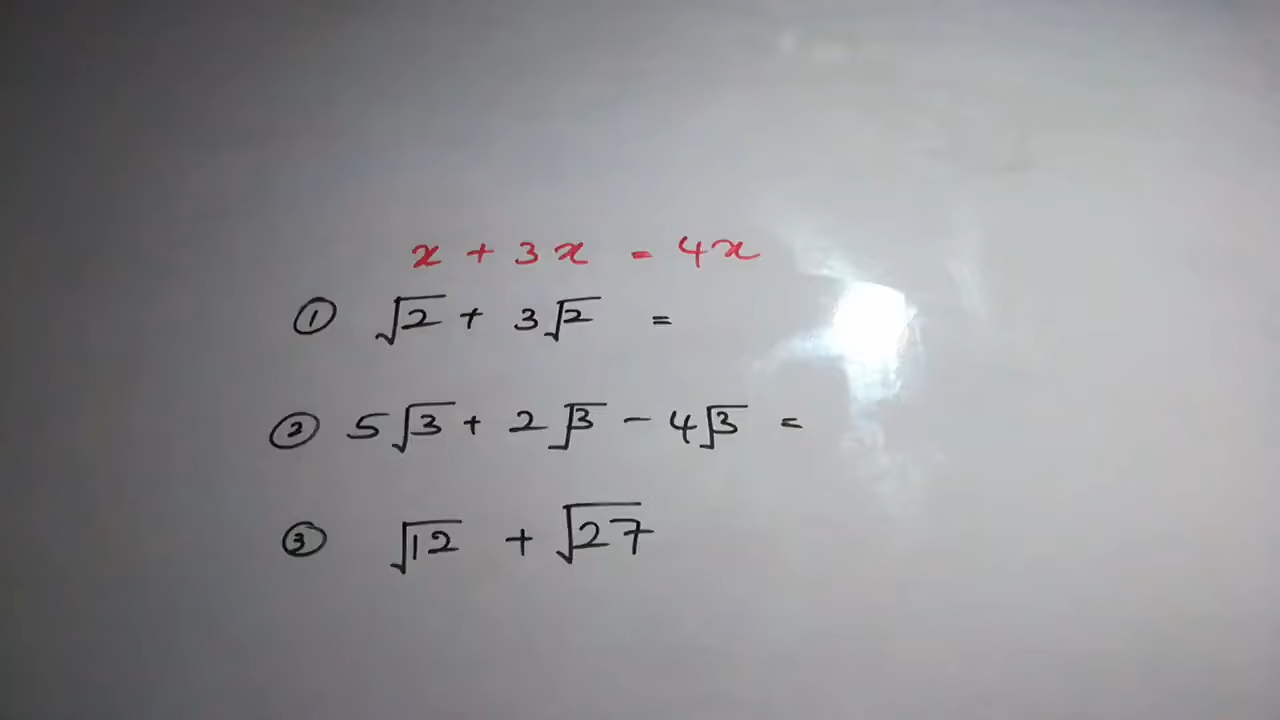 x + 3x = 4x
① √2 + 3√2 =
② 5√3 + 2√3 - 4√3 =
③ √12 + √27